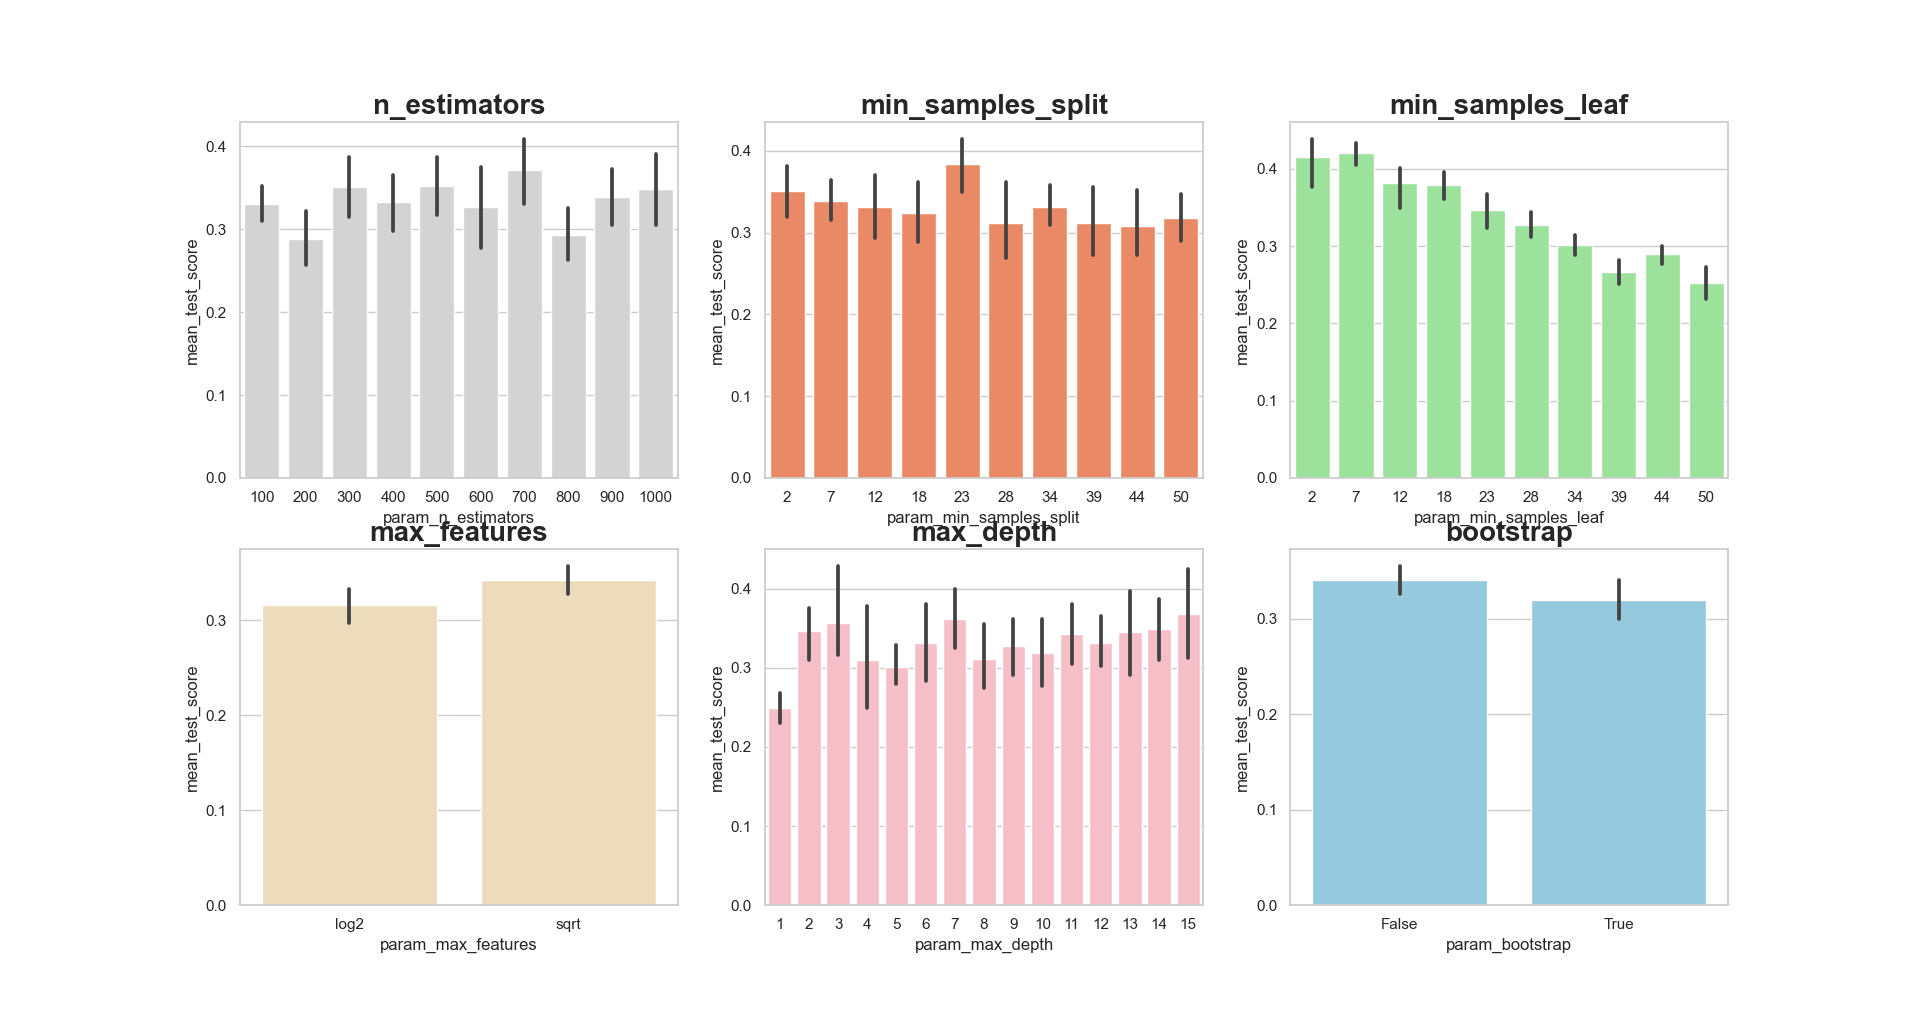 n_estimators
min_samples_split
min_samples_leaf
mean_test_score
0.4
0.3
0.2
0.1
0.0
100 200 300 400 500 600 700 800 900 1000
param_n_estimators
mean_test_score
0.4
0.3
0.2
0.1
0.0
2 7 12 18 23 28 34 39 44 50
param_min_samples_split
mean_test_score
0.4
0.3
0.2
0.1
0.0
2 7 12 18 23 28 34 39 44 50
param_min_samples_leaf
max_features
max_depth
bootstrap
mean_test_score
0.3
0.2
0.1
0.0
log2 sqrt
param_max_features
mean_test_score
0.4
0.3
0.2
0.1
0.0
1 2 3 4 5 6 7 8 9 10 11 12 13 14 15
param_max_depth
mean_test_score
0.3
0.2
0.1
0.0
False True
param_bootstrap